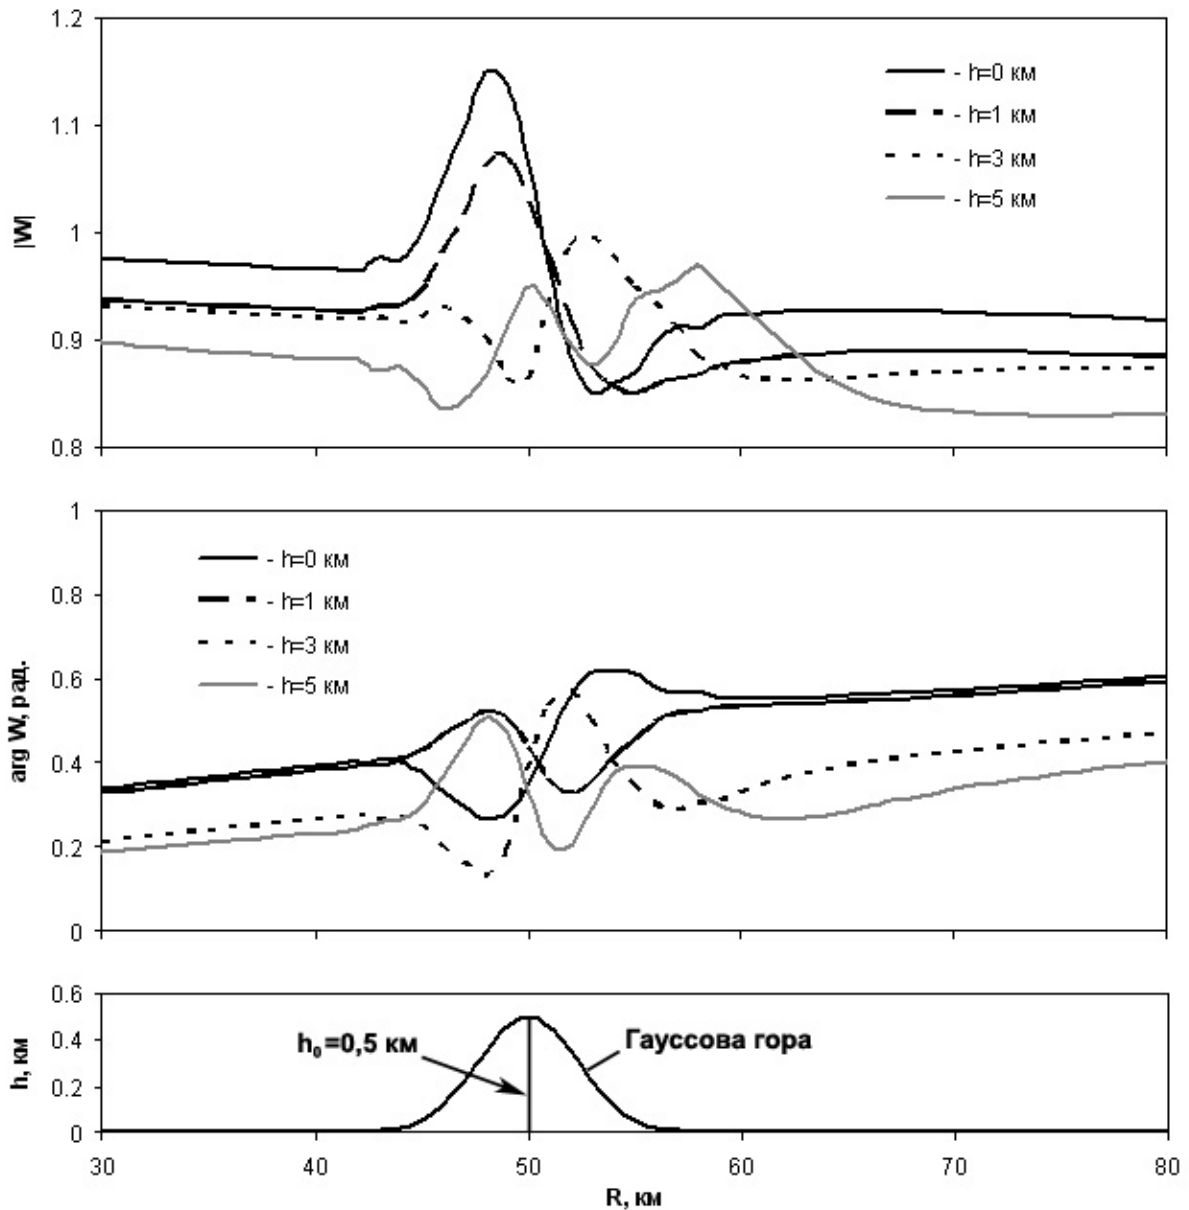 1.2
1.1
1
0.9
0.8
|W|
- h=0 км
- h=1 км
- h=3 км
- h=5 км
1
0.8
0.6
0.4
0.2
0
arg W, рад.
- h=0 км
- h=1 км
- h=3 км
- h=5 км
0.6
0.4
0.2
0
h, км
h₀=0,5 км
Гауссова гора
30 40 50 60 70 80
R, км